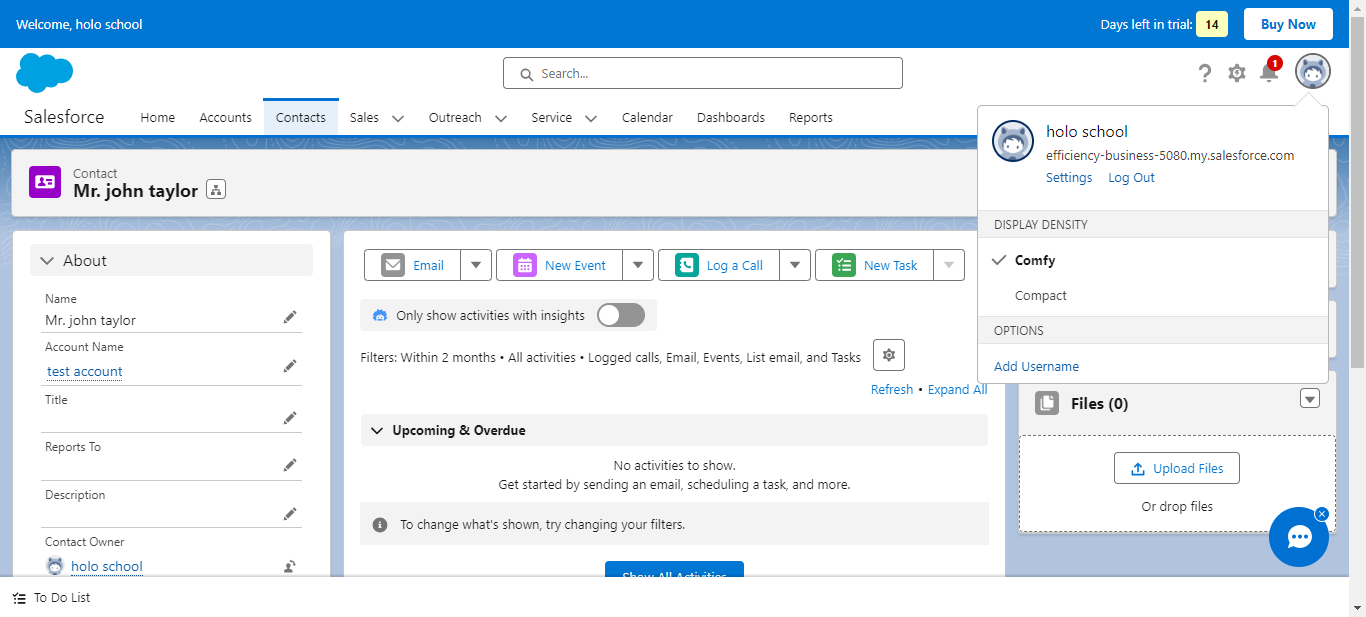 Welcome, holo school
Days left in trial: 14 Buy Now
Search...
1
Salesforce Home Accounts Contacts Sales Outreach Service Calendar Dashboards Reports
holo school
efficiency-business-5080.my.salesforce.com
Settings Log Out
DISPLAY DENSITY
Comfy
Compact
OPTIONS
Add Username
Contact
Mr. john taylor
About
Name
Mr. john taylor
Account Name
test account
Title
Reports To
Description
Contact Owner
holo school
Email New Event Log a Call New Task
Only show activities with insights
Filters: Within 2 months • All activities • Logged calls, Email, Events, List email, and Tasks
Refresh • Expand All
Upcoming & Overdue
No activities to show.
Get started by sending an email, scheduling a task, and more.
To change what's shown, try changing your filters.
Show All Activities
Files (0)
Upload Files
Or drop files
To Do List